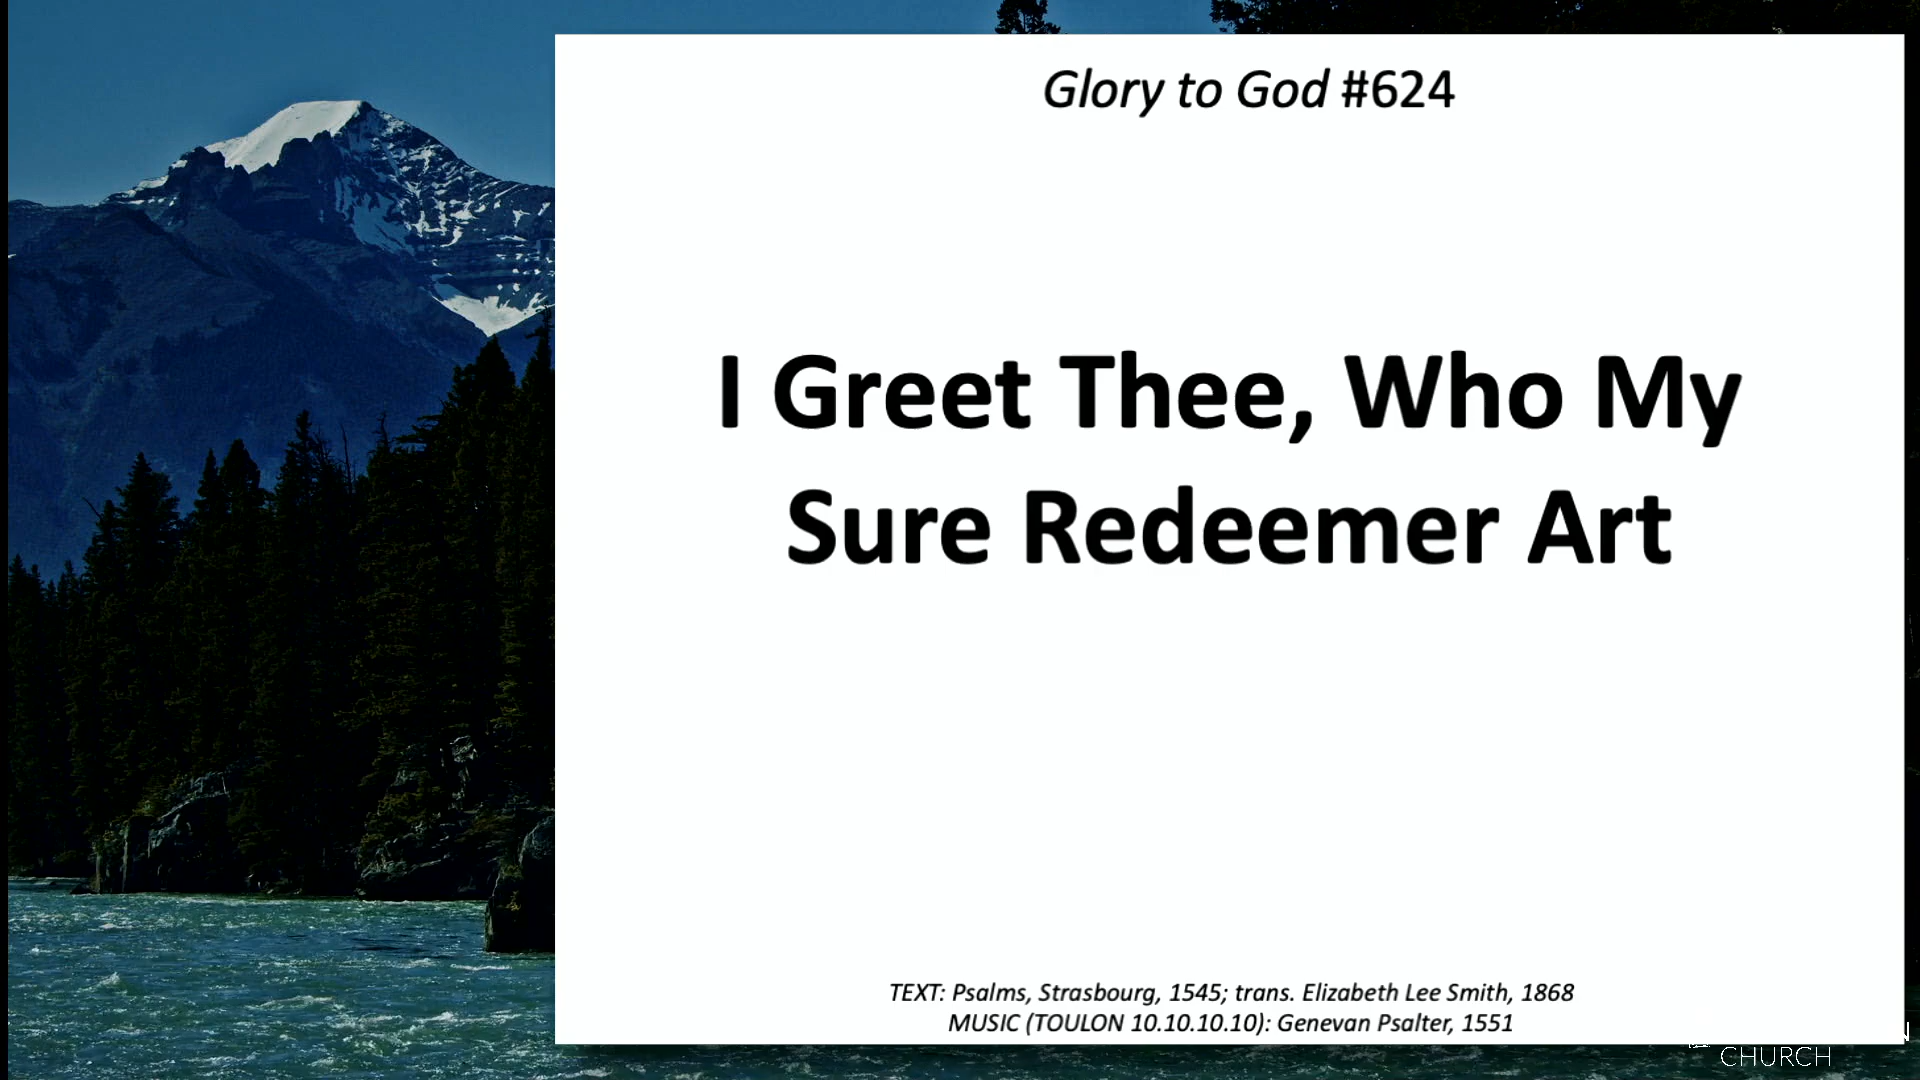 Glory to God #624
I Greet Thee, Who My
Sure Redeemer Art
TEXT: Psalms, Strasbourg, 1545; trans. Elizabeth Lee Smith, 1868
MUSIC (TOULON 10.10.10.10): Genevan Psalter, 1551
CHURCH